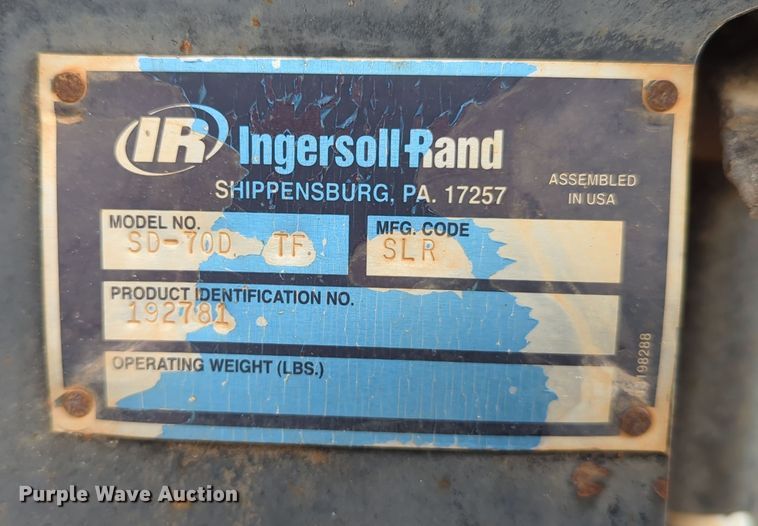 IR Ingersoll Rand
SHIPPENSBURG, PA. 17257
ASSEMBLED
IN USA
MODEL NO.
SD-70D TF
MFG. CODE
SLR
PRODUCT IDENTIFICATION NO.
192781
OPERATING WEIGHT (LBS.)
Purple Wave Auction